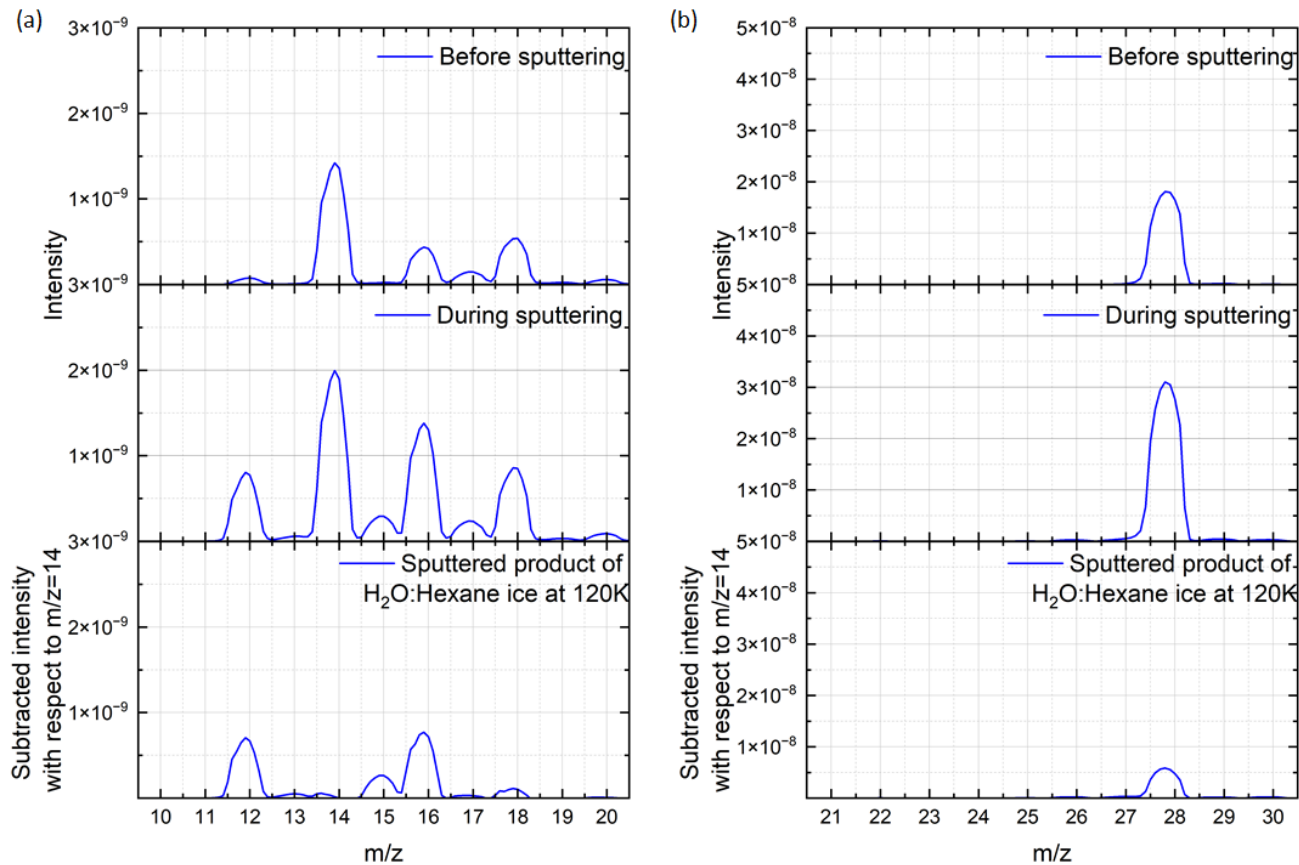 (a)
3×10⁻⁹
2×10⁻⁹
1×10⁻⁹
Before sputtering
3×10⁻⁹
2×10⁻⁹
1×10⁻⁹
During sputtering
Intensity
3×10⁻⁹
2×10⁻⁹
1×10⁻⁹
Sputtered product of
H₂O:Hexane ice at 120K
Subtracted intensity
with respect to m/z=14
10 11 12 13 14 15 16 17 18 19 20
m/z
(b)
5×10⁻⁸
4×10⁻⁸
3×10⁻⁸
2×10⁻⁸
1×10⁻⁸
Before sputtering
5×10⁻⁸
4×10⁻⁸
3×10⁻⁸
2×10⁻⁸
1×10⁻⁸
During sputtering
Intensity
5×10⁻⁸
4×10⁻⁸
3×10⁻⁸
2×10⁻⁸
1×10⁻⁸
Sputtered product of
H₂O:Hexane ice at 120K
Subtracted intensity
with respect to m/z=14
21 22 23 24 25 26 27 28 29 30
m/z